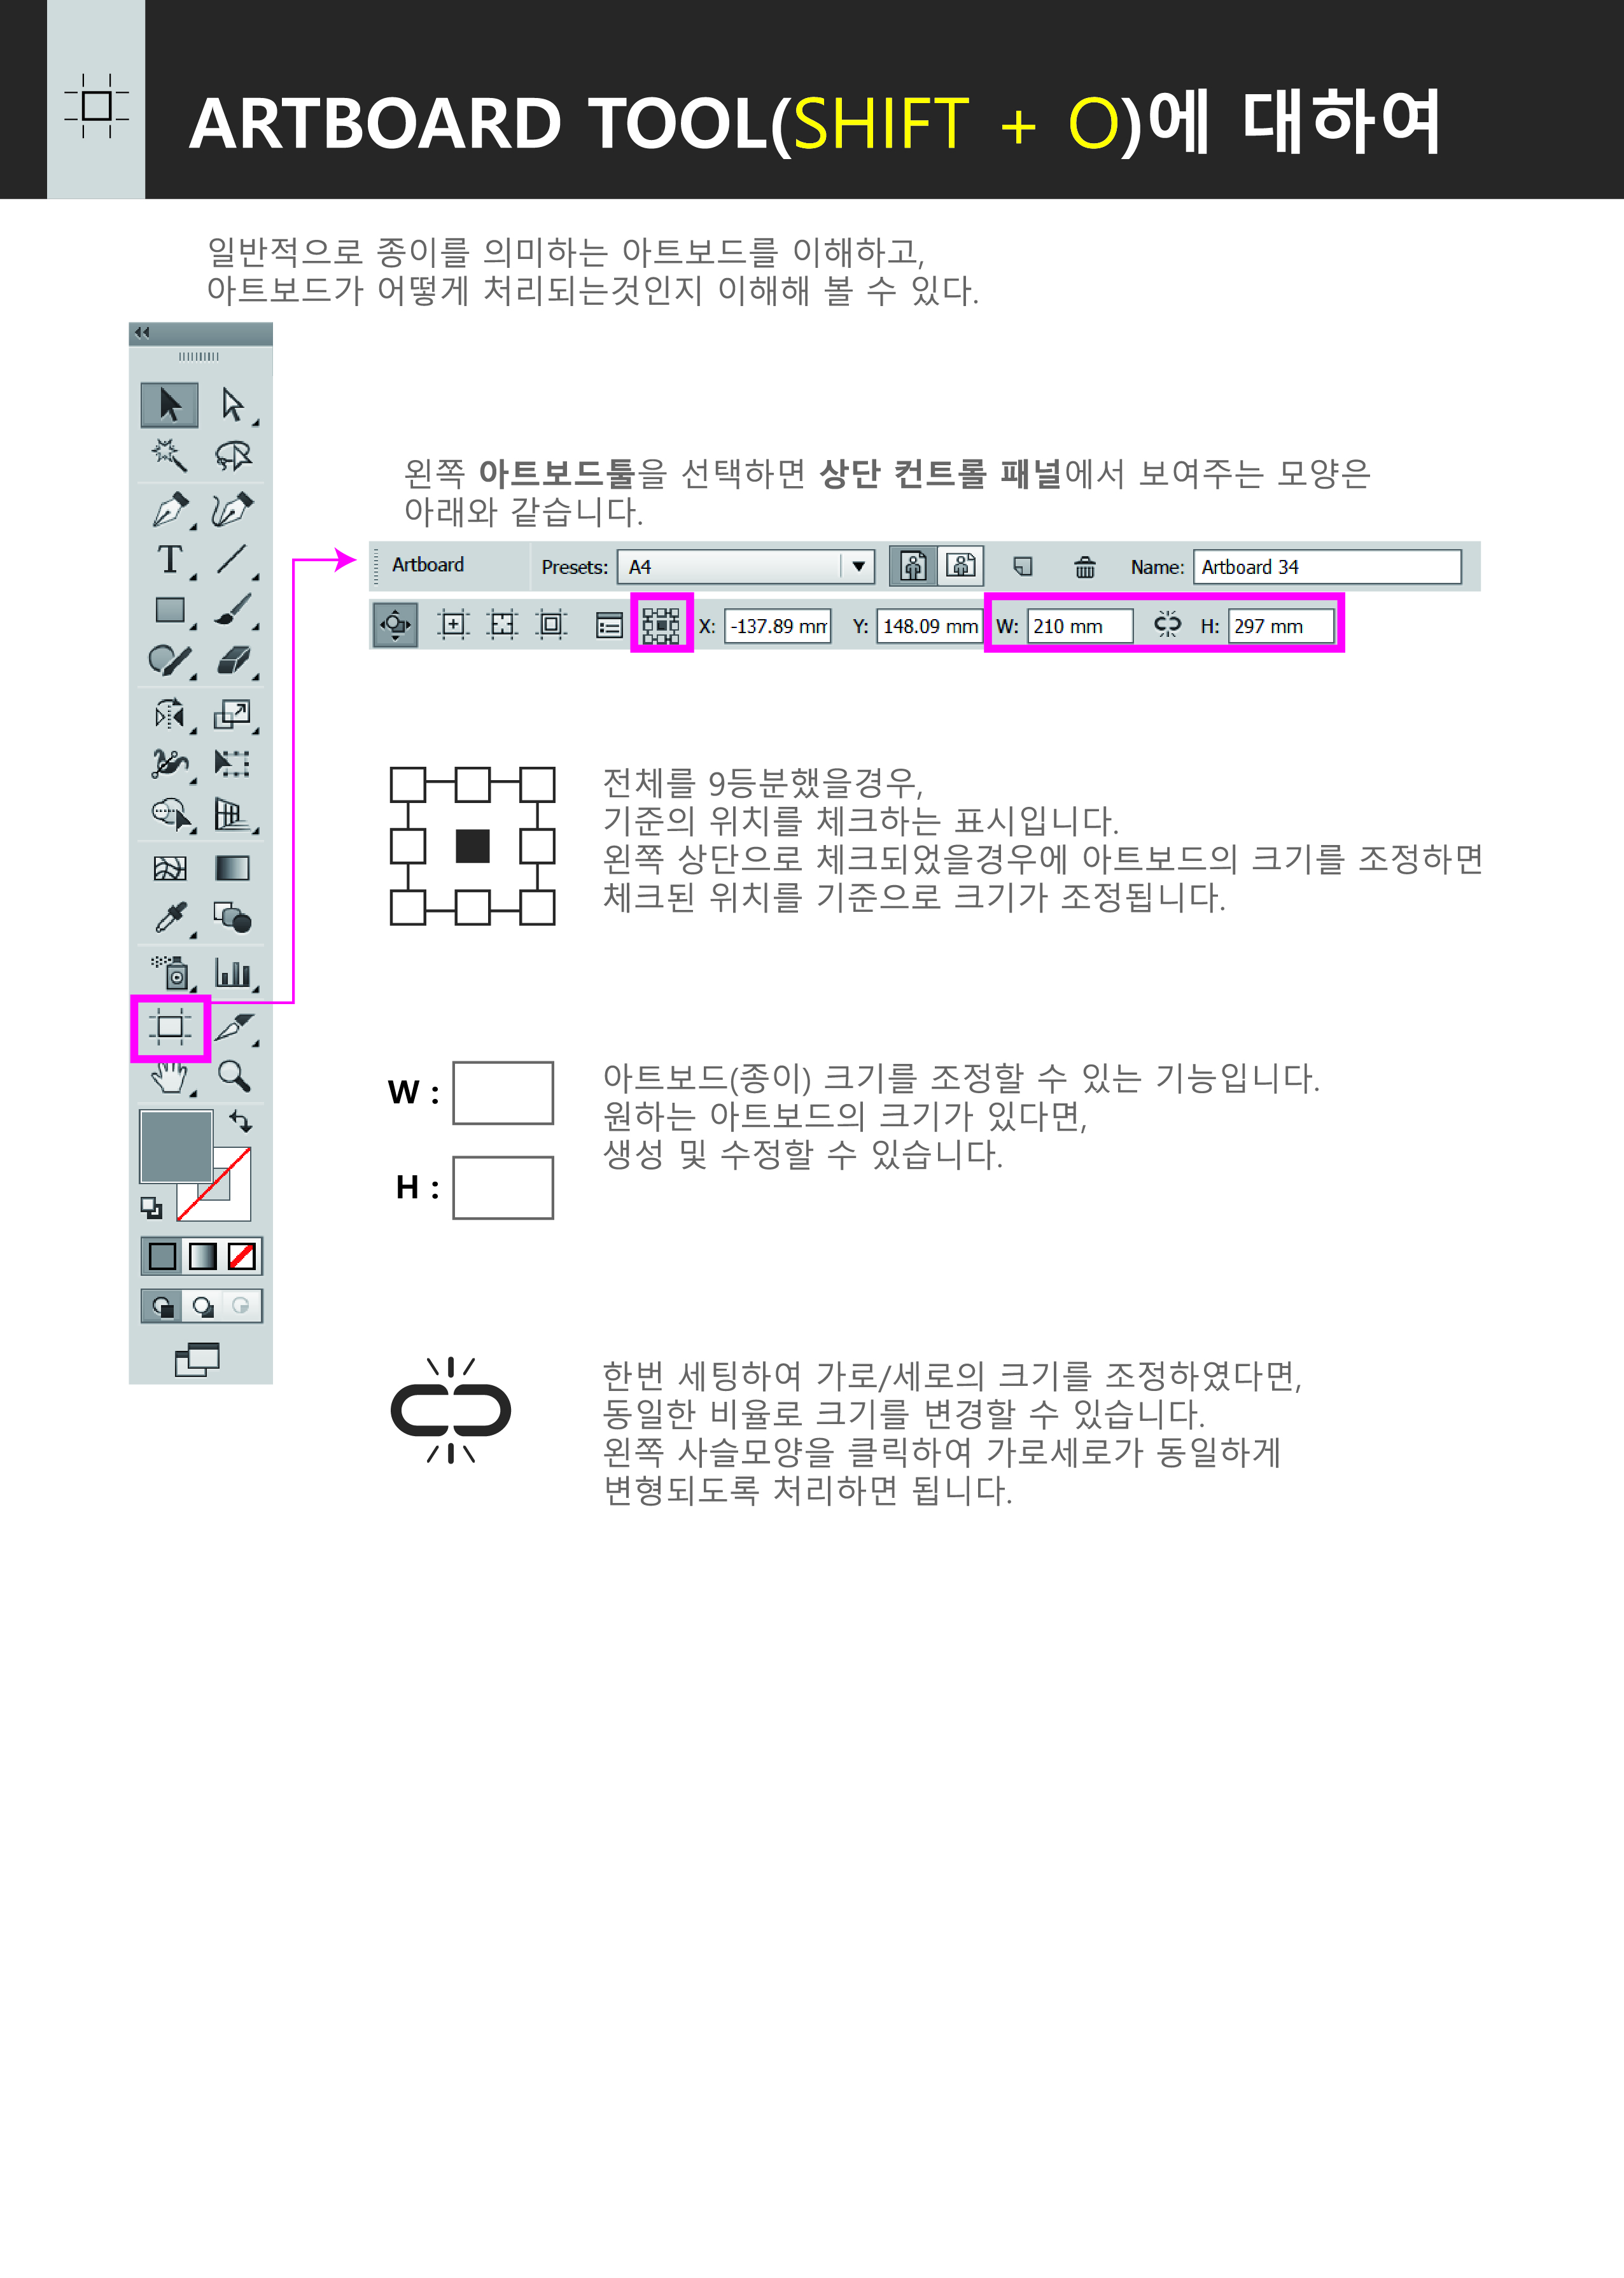 ARTBOARD TOOL(SHIFT + O)에 대하여
일반적으로 종이를 의미하는 아트보드를 이해하고,
아트보드가 어떻게 처리되는것인지 이해해 볼 수 있다.
왼쪽 아트보드툴을 선택하면 상단 컨트롤 패널에서 보여주는 모양은
아래와 같습니다.
Artboard Presets: A4 Name: Artboard 34
X: -137.89 mm Y: 148.09 mm W: 210 mm H: 297 mm
전체를 9등분했을경우,
기준의 위치를 체크하는 표시입니다.
왼쪽 상단으로 체크되었을경우에 아트보드의 크기를 조정하면
체크된 위치를 기준으로 크기가 조정됩니다.
W :
H :
아트보드(종이) 크기를 조정할 수 있는 기능입니다.
원하는 아트보드의 크기가 있다면,
생성 및 수정할 수 있습니다.
한번 세팅하여 가로/세로의 크기를 조정하였다면,
동일한 비율로 크기를 변경할 수 있습니다.
왼쪽 사슬모양을 클릭하여 가로세로가 동일하게
변형되도록 처리하면 됩니다.